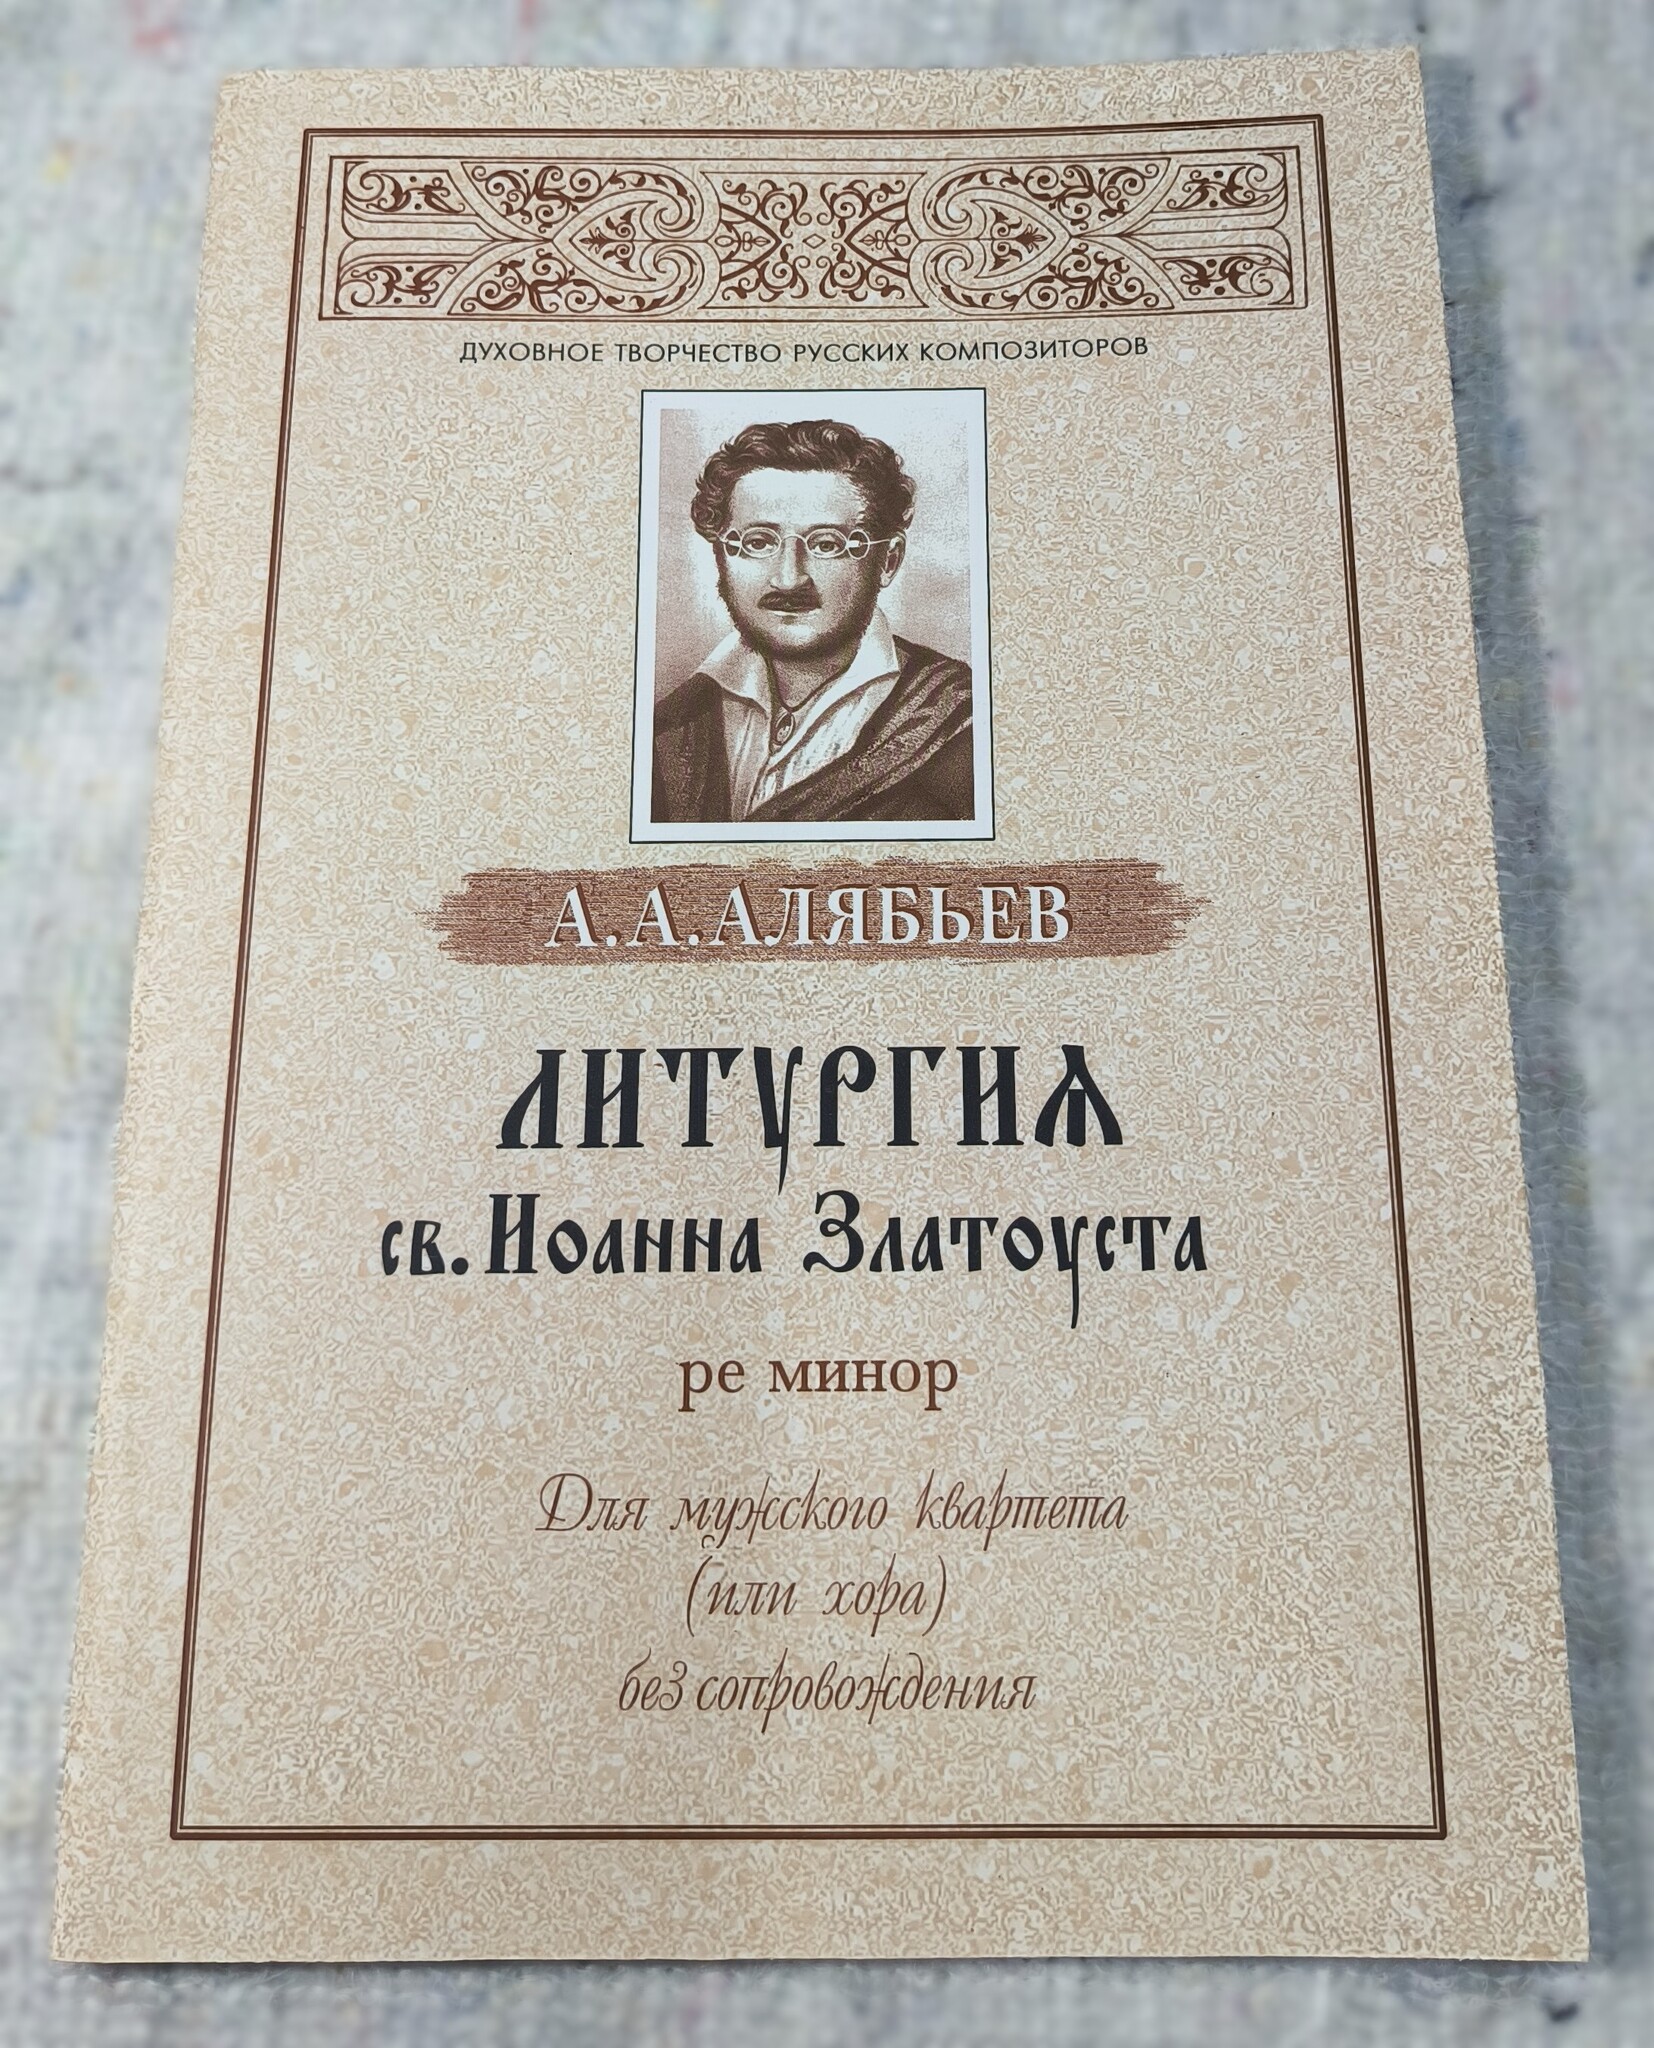 ДУХОВНОЕ ТВОРЧЕСТВО РУССКИХ КОМПОЗИТОРОВ
А.А.АЛЯБЬЕВ
ЛИТУРГИЯ
св. Иоанна Златоуста
ре минор
Для мужского квартета
(или хора)
без сопровождения